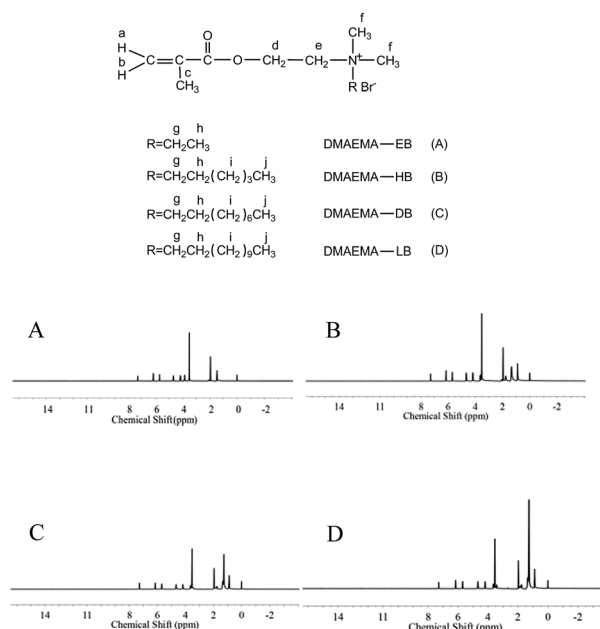 a
H
b
H
c
CH3
O
C
O
d
CH2
e
CH2
f
CH3
N+
f
CH3
R Br-
g h
R=CH2CH3 DMAEMA—EB (A)
g h i j
R=CH2CH2(CH2)3CH3 DMAEMA—HB (B)
g h i j
R=CH2CH2(CH2)6CH3 DMAEMA—DB (C)
g h i j
R=CH2CH2(CH2)9CH3 DMAEMA—LB (D)
A
14 11 8 6 4 2 0 -2
Chemical Shift(ppm)
B
14 11 8 6 4 2 0 -2
Chemical Shift(ppm)
C
14 11 8 6 4 2 0 -2
Chemical Shift(ppm)
D
14 11 8 6 4 2 0 -2
Chemical Shift(ppm)